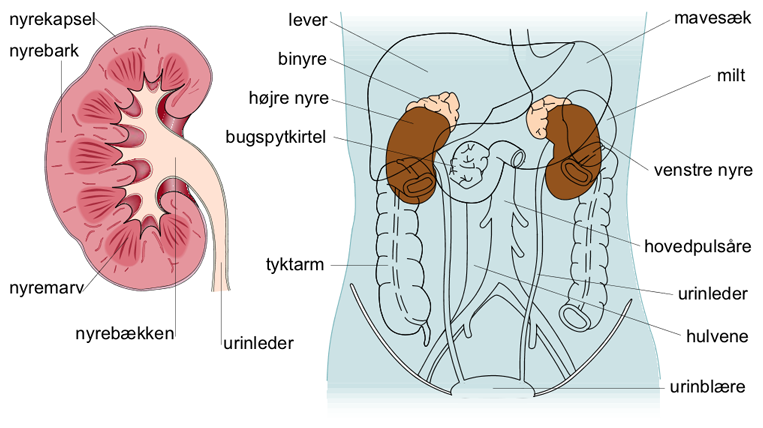 nyrekapsel
nyrebark
nyremarv
nyrebækken
urinleder
lever
binyre
højre nyre
bugspytkirtel
tyktarm
mavesæk
milt
venstre nyre
hovedpulsåre
urinleder
hulvene
urinblære